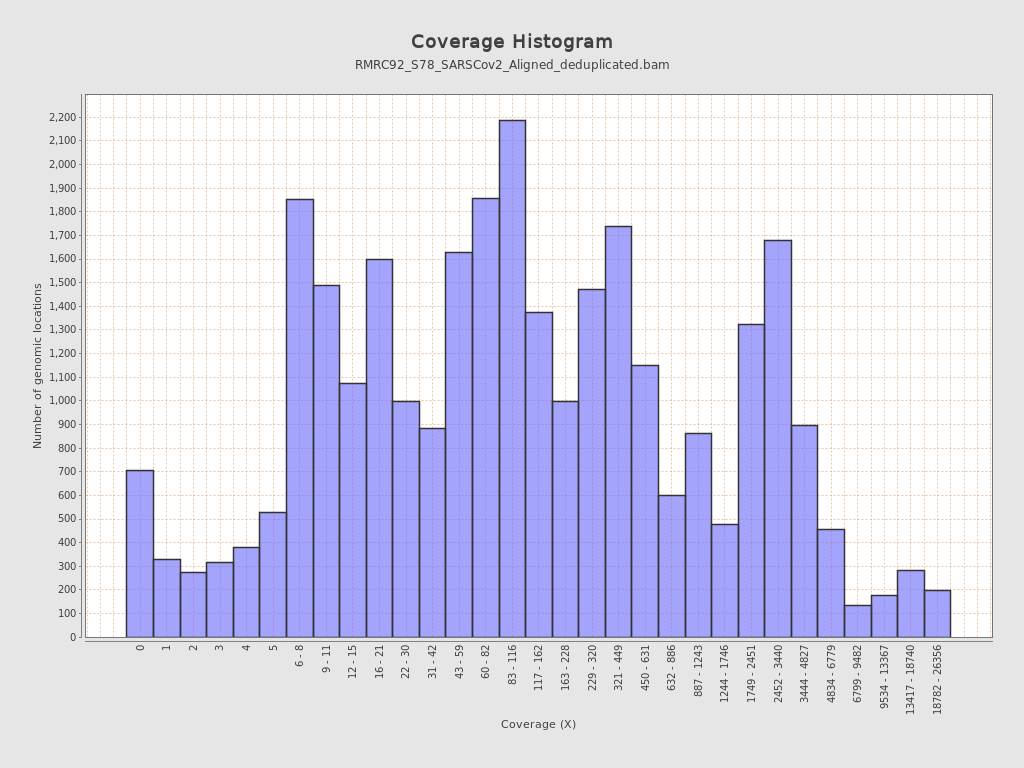 Coverage Histogram
RMRC92_S78_SARSCov2_Aligned_deduplicated.bam
Number of genomic locations
2,200
2,100
2,000
1,900
1,800
1,700
1,600
1,500
1,400
1,300
1,200
1,100
1,000
900
800
700
600
500
400
300
200
100
0
0
1
2
3
4
5
6 - 8
9 - 11
12 - 15
16 - 21
22 - 30
31 - 42
43 - 59
60 - 82
83 - 116
117 - 162
163 - 228
229 - 320
321 - 449
450 - 631
632 - 886
887 - 1243
1244 - 1746
1749 - 2451
2452 - 3440
3444 - 4827
4834 - 6779
6799 - 9482
9534 - 13367
13417 - 18740
18782 - 26356
Coverage (X)